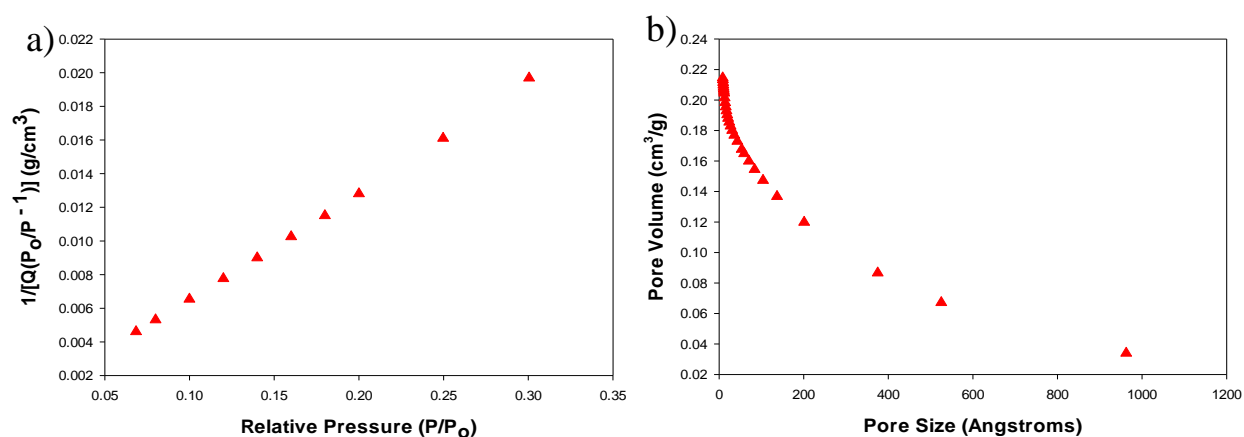 a)
0.022
0.020
0.018
0.016
0.014
0.012
0.010
0.008
0.006
0.004
0.002
1/[Q(Po/P - 1)] (g/cm3)
0.05 0.10 0.15 0.20 0.25 0.30 0.35
Relative Pressure (P/Po)
b)
0.24
0.22
0.20
0.18
0.16
0.14
0.12
0.10
0.08
0.06
0.04
0.02
Pore Volume (cm3/g)
0 200 400 600 800 1000 1200
Pore Size (Angstroms)